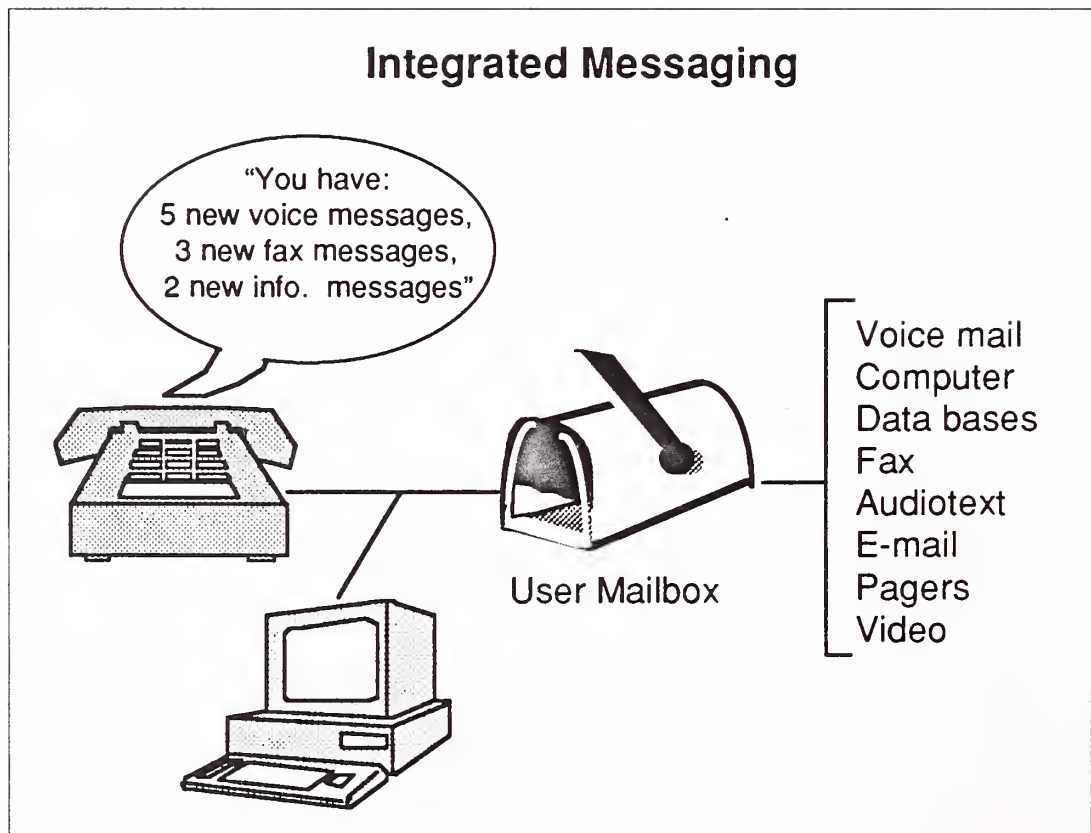 Integrated Messaging
“You have:
5 new voice messages,
3 new fax messages,
2 new info. messages”
Voice mail
Computer
Data bases
Fax
Audiotext
E-mail
Pagers
Video
User Mailbox